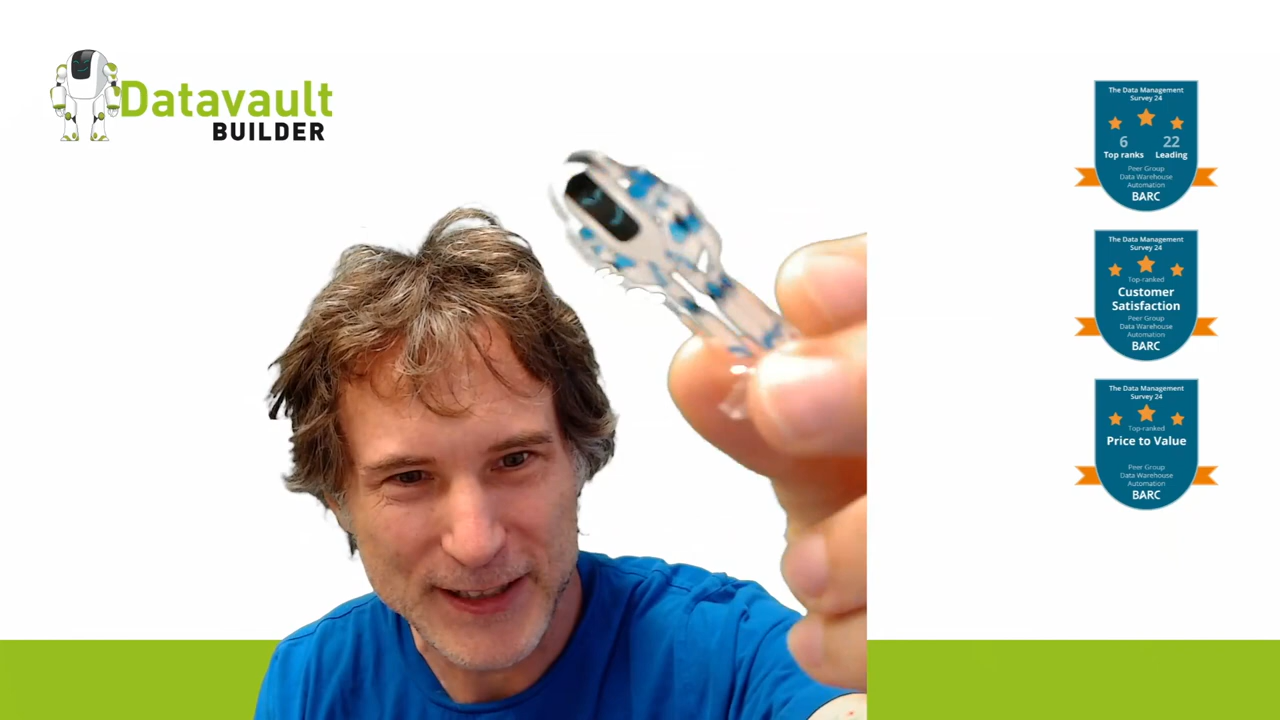 Datavault
BUILDER
The Data Management
Survey 24
6
22
Top ranks
Leading
Peer Group
Data Warehouse
Automation
BARC
The Data Management
Survey 24
Top-ranked
Customer
Satisfaction
Peer Group
Data Warehouse
Automation
BARC
The Data Management
Survey 24
Top-ranked
Price to Value
Peer Group
Data Warehouse
Automation
BARC